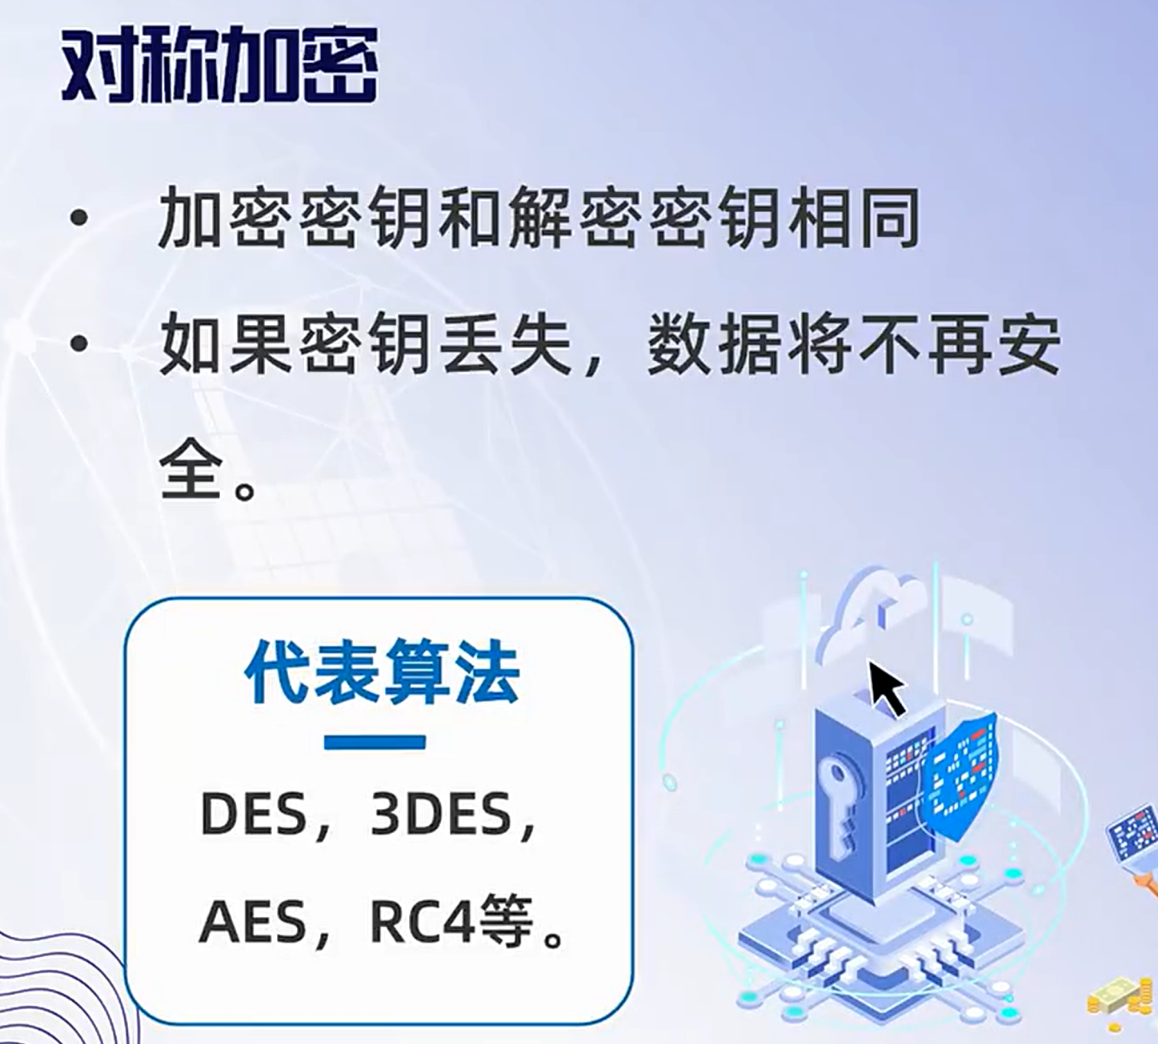 对称加密
• 加密密钥和解密密钥相同
• 如果密钥丢失，数据将不再安
全。
代表算法
DES，3DES，
AES，RC4等。